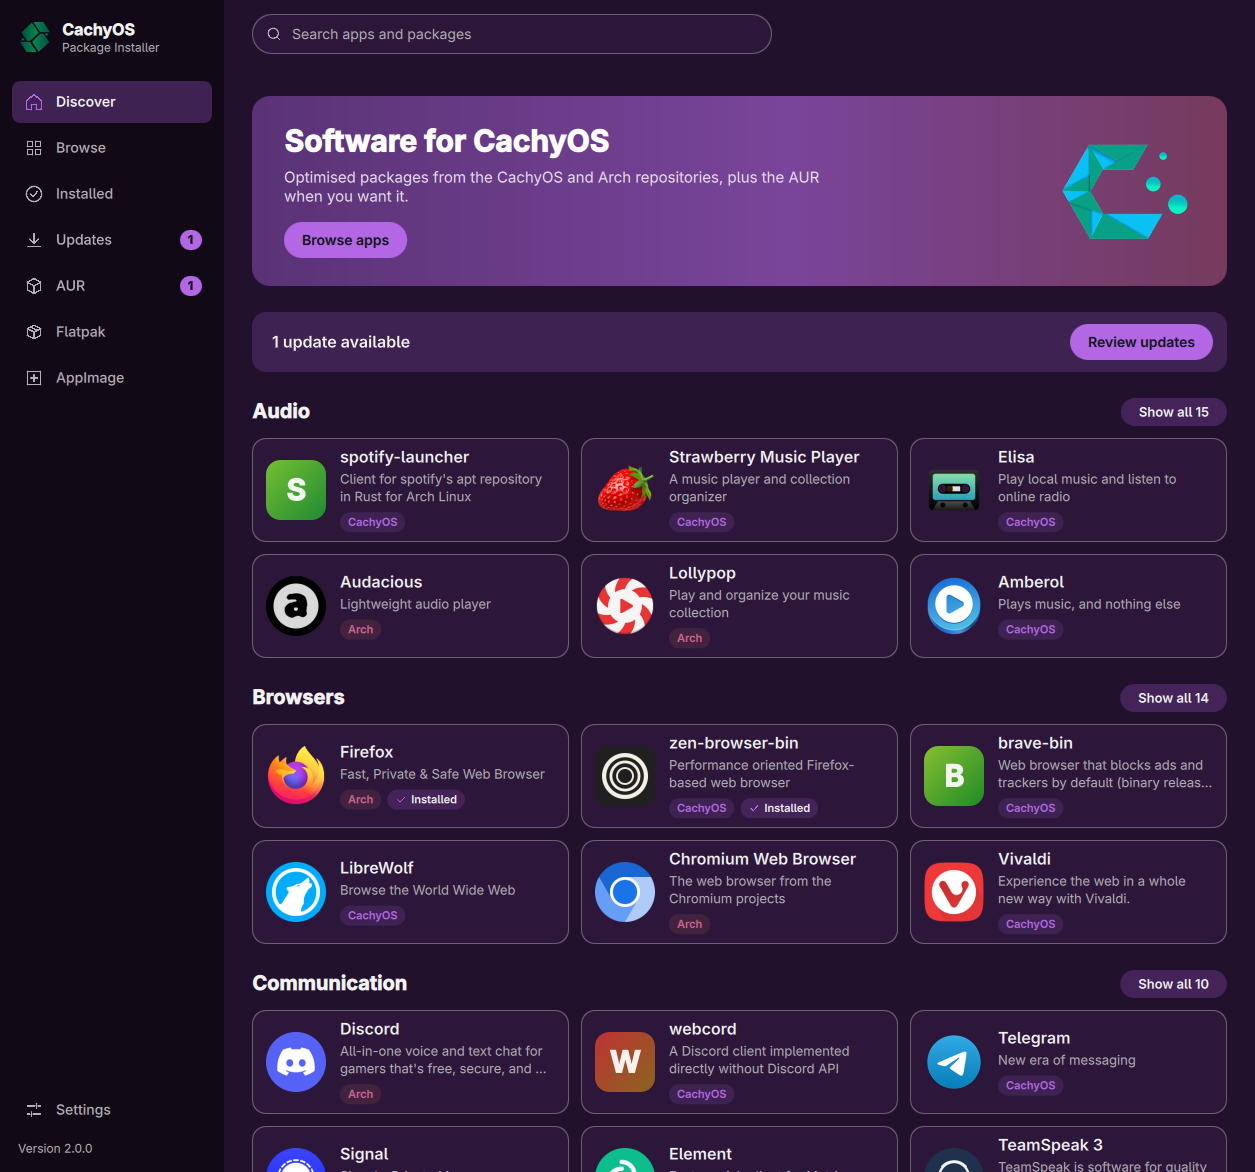 CachyOS
Package Installer
Discover
Browse
Installed
Updates
1
AUR
1
Flatpak
AppImage
Settings
Version 2.0.0
Search apps and packages
Software for CachyOS
Optimised packages from the CachyOS and Arch repositories, plus the AUR
when you want it.
Browse apps
1 update available
Review updates
Audio
Show all 15
S
spotify-launcher
Client for spotify's apt repository
in Rust for Arch Linux
CachyOS
Strawberry Music Player
A music player and collection
organizer
CachyOS
Elisa
Play local music and listen to
online radio
CachyOS
a
Audacious
Lightweight audio player
Arch
Lollypop
Play and organize your music
collection
Arch
Amberol
Plays music, and nothing else
CachyOS
Browsers
Show all 14
Firefox
Fast, Private & Safe Web Browser
Arch
Installed
zen-browser-bin
Performance oriented Firefox-
based web browser
CachyOS
Installed
B
brave-bin
Web browser that blocks ads and
trackers by default (binary releas...
CachyOS
LibreWolf
Browse the World Wide Web
CachyOS
Chromium Web Browser
The web browser from the
Chromium projects
Arch
Vivaldi
Experience the web in a whole
new way with Vivaldi.
CachyOS
Communication
Show all 10
Discord
All-in-one voice and text chat for
gamers that's free, secure, and ...
Arch
W
webcord
A Discord client implemented
directly without Discord API
CachyOS
Telegram
New era of messaging
CachyOS
Signal
Element
TeamSpeak 3
TeamSpeak is software for quality